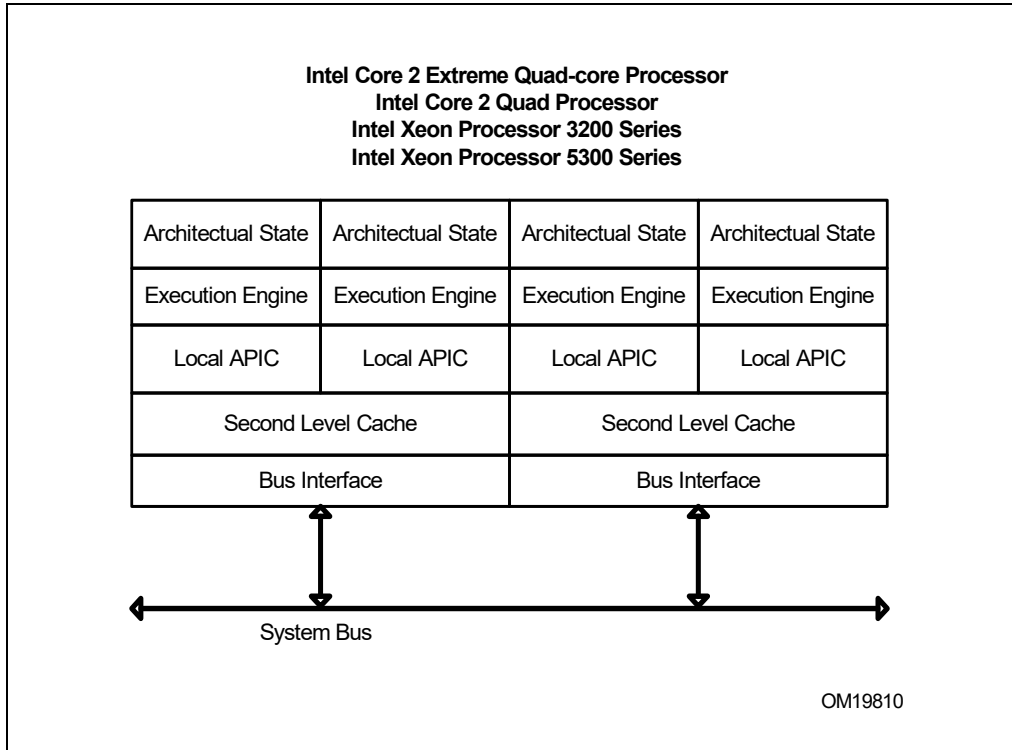 Intel Core 2 Extreme Quad-core Processor
Intel Core 2 Quad Processor
Intel Xeon Processor 3200 Series
Intel Xeon Processor 5300 Series
Architectual State Architectual State Architectual State Architectual State
Execution Engine Execution Engine Execution Engine Execution Engine
Local APIC Local APIC Local APIC Local APIC
Second Level Cache Second Level Cache
Bus Interface Bus Interface
System Bus
OM19810